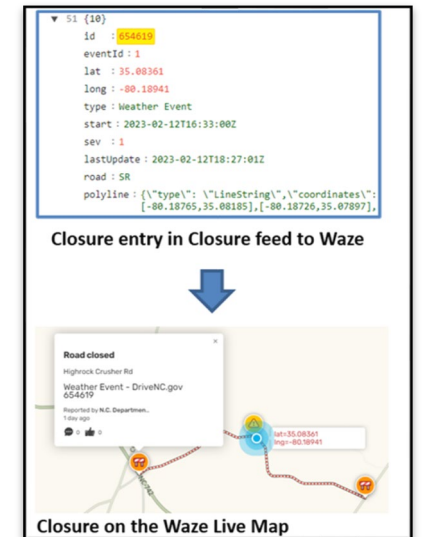 ▼ 51 {10}
id : 654619
eventId : 1
lat : 35.08361
long : -80.18941
type : Weather Event
start : 2023-02-12T16:33:00Z
sev : 1
lastUpdate : 2023-02-12T18:27:01Z
road : SR
polyline : {\"type\": \"LineString\",\"coordinates\":
[-80.18765,35.08185],[-80.18726,35.07897],
Closure entry in Closure feed to Waze
×
Road closed
Highrock Crusher Rd
Weather Event - DriveNC.gov
654619
Reported by N.C. Departmen..
1 day ago
0 0
lat=35.08361
lng=-80.18941
NC-742
Closure on the Waze Live Map